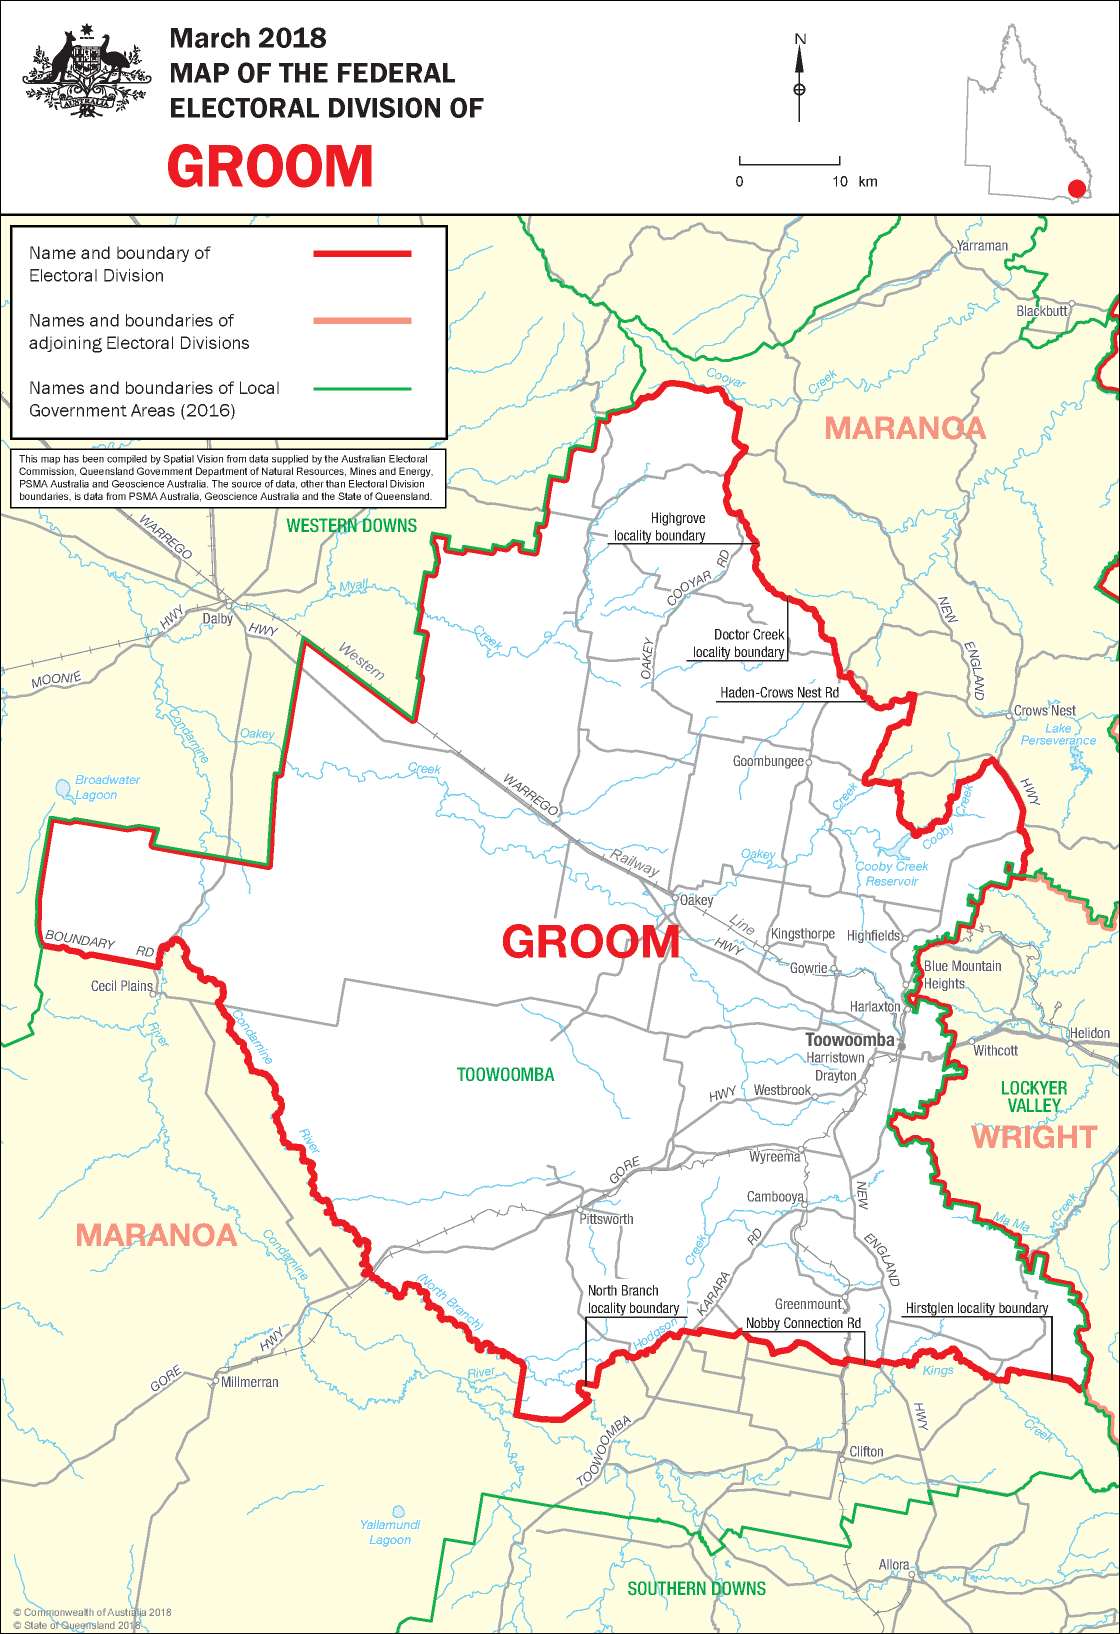 March 2018
MAP OF THE FEDERAL
ELECTORAL DIVISION OF
GROOM
AUSTRALIA
N
0 10 km
Name and boundary of
Electoral Division
Names and boundaries of
adjoining Electoral Divisions
Names and boundaries of Local
Government Areas (2016)
This map has been compiled by Spatial Vision from data supplied by the Australian Electoral
Commission, Queensland Government Department of Natural Resources, Mines and Energy,
PSMA Australia and Geoscience Australia. The source of data, other than Electoral Division
boundaries, is data from PSMA Australia, Geoscience Australia and the State of Queensland.
Yarraman
Blackbutt
Cooyar
Creek
MARANOA
WESTERN DOWNS
WARREGO
HWY
Highgrove
locality boundary
COOYAR RD
OAKEY
Myall
Creek
Dalby
HWY
MOONIE
Western
NEW
ENGLAND
Doctor Creek
locality boundary
Haden-Crows Nest Rd
Crows Nest
Lake
Perseverance
Condamine
Oakey
Creek
Goombungee
Broadwater
Lagoon
WARREGO
HWY
Creek
Cooby Creek
Railway
Oakey
Cooby Creek
Reservoir
Oakey
Line
HWY
GROOM
Kingsthorpe
Highfields
BOUNDARY RD
Gowrie
Blue Mountain
Heights
Cecil Plains
Harlaxton
River
Condamine
Toowoomba
Helidon
Withcott
Harristown
Drayton
TOOWOOMBA
HWY
Westbrook
LOCKYER
VALLEY
WRIGHT
River
Wyreema
GORE
Cambooya
NEW
Pittsworth
Ma Ma
Creek
MARANOA
Condamine
Creek
RD
ENGLAND
(North Branch)
North Branch
locality boundary
KARARA
Greenmount
Hirstglen locality boundary
Nobby Connection Rd
Hodgson
HWY
GORE
Millmerran
River
Kings
HWY
Creek
TOOWOOMBA
Clifton
Yallamundi
Lagoon
Allora
SOUTHERN DOWNS
© Commonwealth of Australia 2018
© State of Queensland 2018